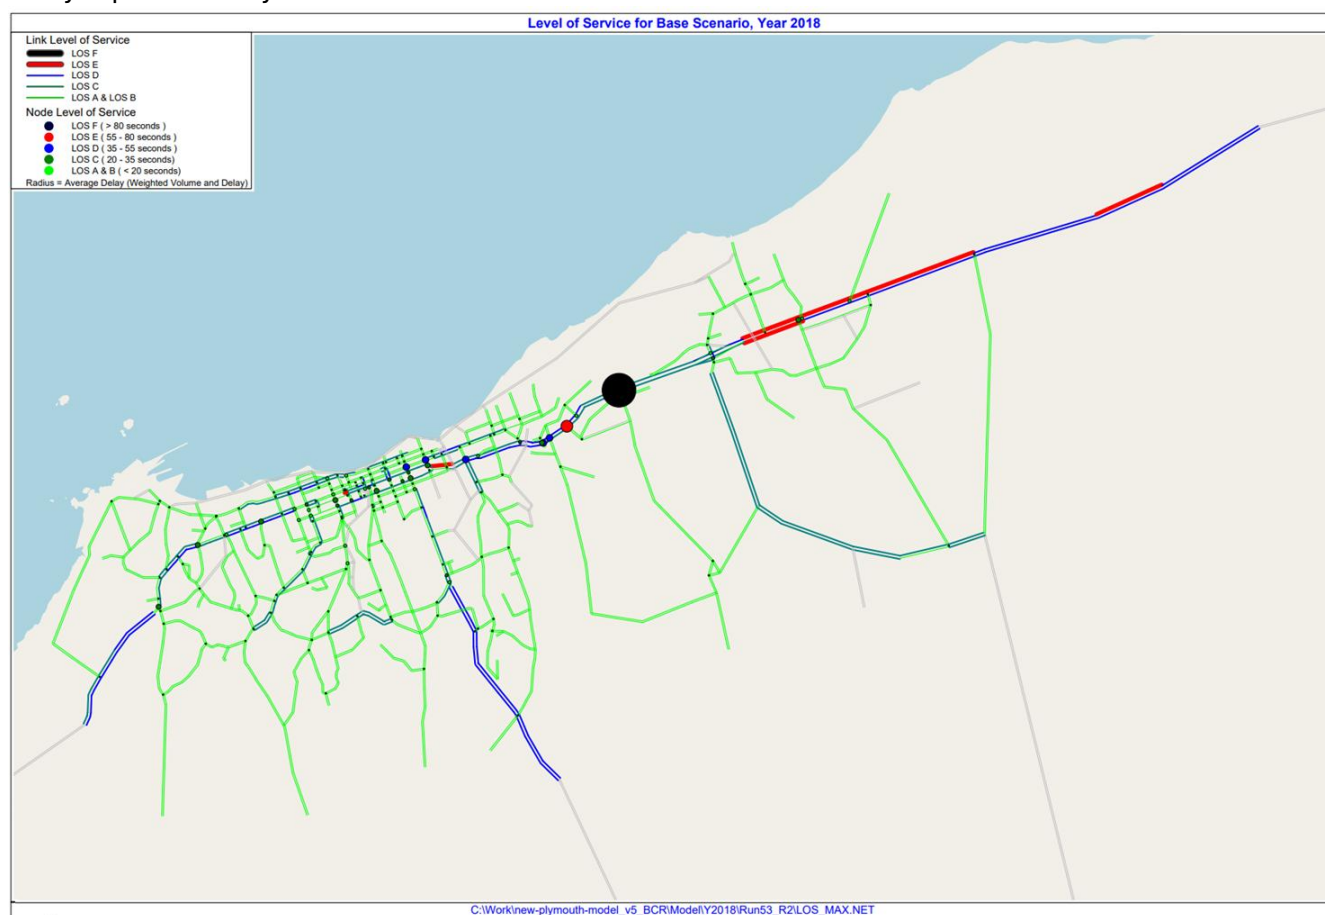 Level of Service for Base Scenario, Year 2018
Link Level of Service
LOS F
LOS E
LOS D
LOS C
LOS A & LOS B
Node Level of Service
LOS F ( > 80 seconds )
LOS E ( 55 - 80 seconds )
LOS D ( 35 - 55 seconds )
LOS C ( 20 - 35 seconds)
LOS A & B ( < 20 seconds)
Radius = Average Delay (Weighted Volume and Delay)
C:\Work\new-plymouth-model_v5_BCR\Model\Y2018\Run53_R2\LOS_MAX.NET